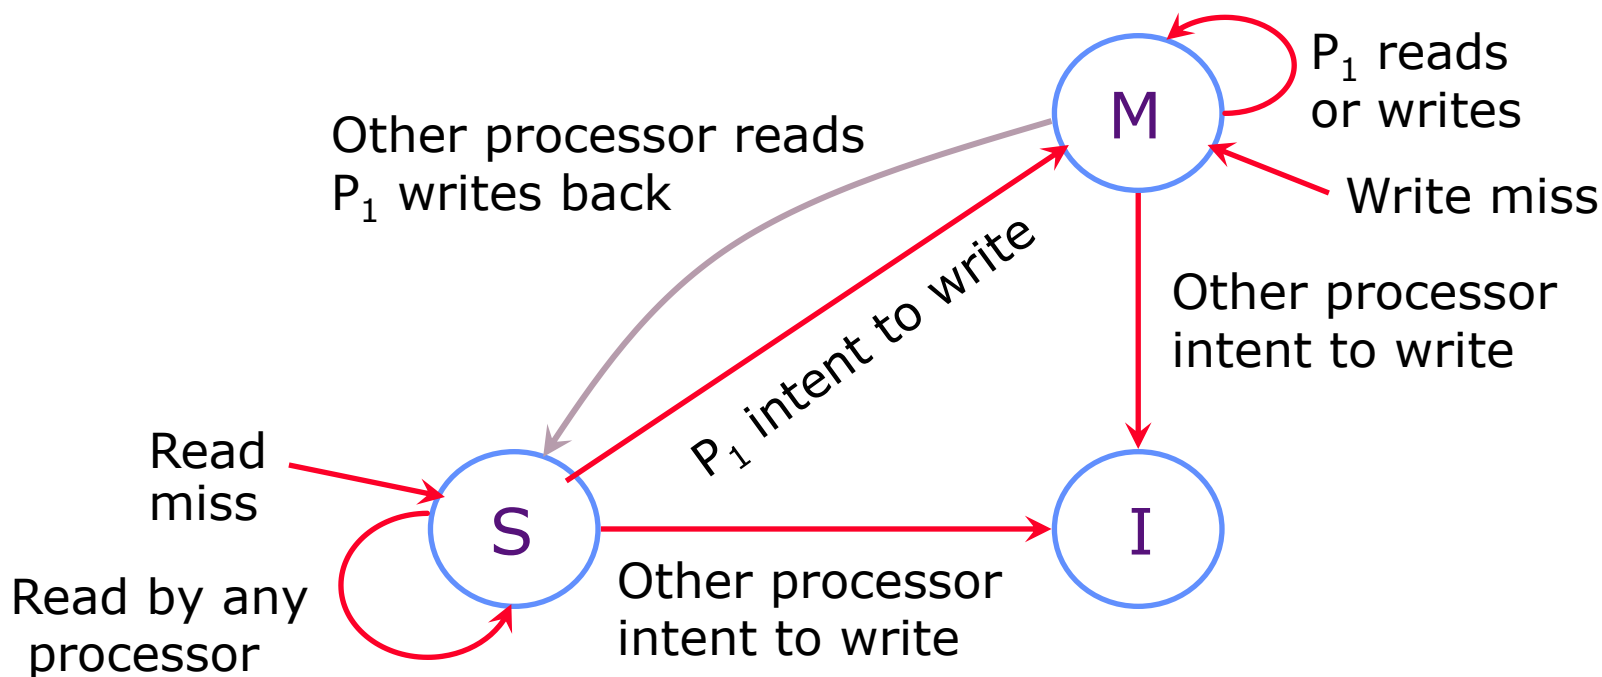 P₁ reads
or writes
M
Other processor reads
P₁ writes back
Write miss
P₁ intent to write
Other processor
intent to write
Read
miss
S
I
Other processor
intent to write
Read by any
processor